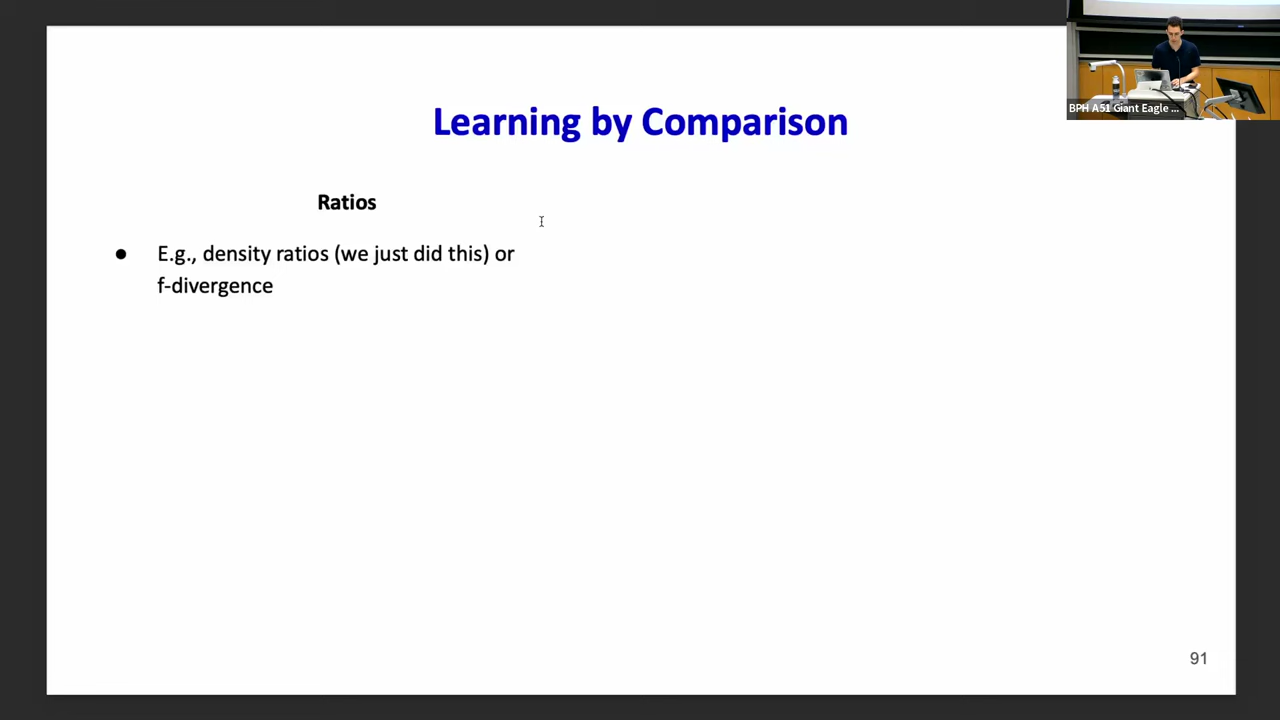 Learning by Comparison
Ratios
● E.g., density ratios (we just did this) or
f-divergence
91
BPH A51 Giant Eagle ...